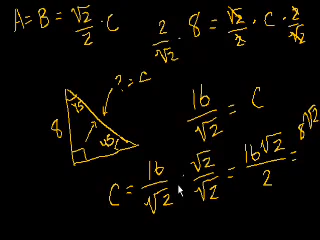 A = B = √2/2 · C
2/√2 · 8 = √2/2 · C · 2/√2
? = C
45
8
45
16/√2 = C
C = 16/√2 · √2/√2 = 16√2/2 = 8√2